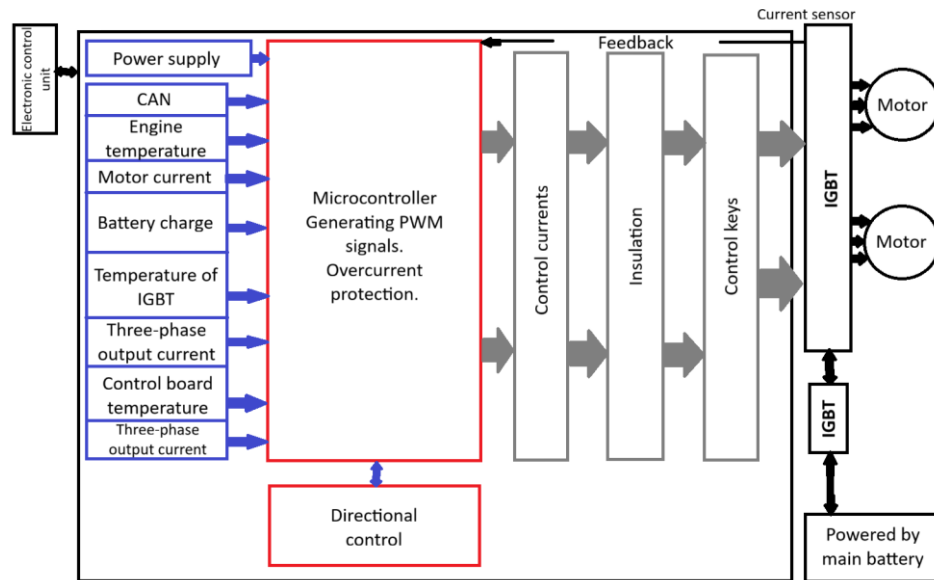 Current sensor
Electronic control
unit
Power supply
Feedback
CAN
Engine
temperature
Motor current
Battery charge
Temperature of
IGBT
Three-phase
output current
Control board
temperature
Three-phase
output current
Microcontroller
Generating PWM
signals.
Overcurrent
protection.
Directional
control
Control currents
Insulation
Control keys
IGBT
Motor
Motor
IGBT
Powered by
main battery